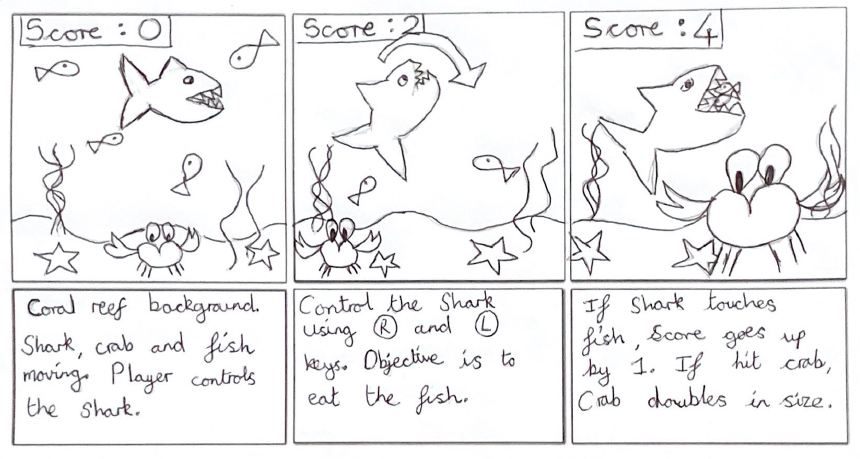 Score : 0
Score : 2
Score : 4
Coral reef background.
Shark, crab and fish
moving. Player controls
the Shark.
Control the Shark
using R and L
keys. Objective is to
eat the fish.
If Shark touches
fish, Score goes up
by 1. If hit crab,
Crab doubles in size.